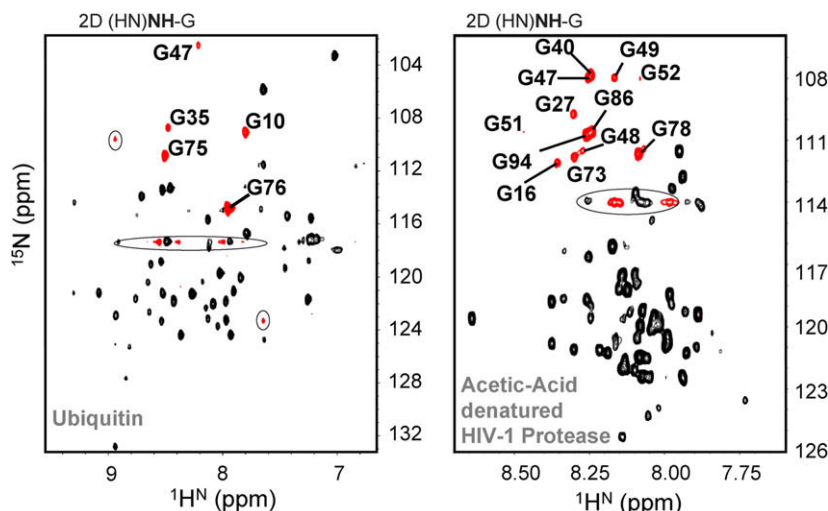 2D (HN)NH-G
G47
G35
G10
G75
G76
104
108
112
116
120
124
128
132
15N (ppm)
Ubiquitin
9
8
7
1HN (ppm)
2D (HN)NH-G
G40
G49
G47
G52
G27
G86
G51
G48
G78
G94
G16
G73
108
111
114
117
120
123
126
Acetic-Acid
denatured
HIV-1 Protease
8.50
8.25
8.00
7.75
1HN (ppm)